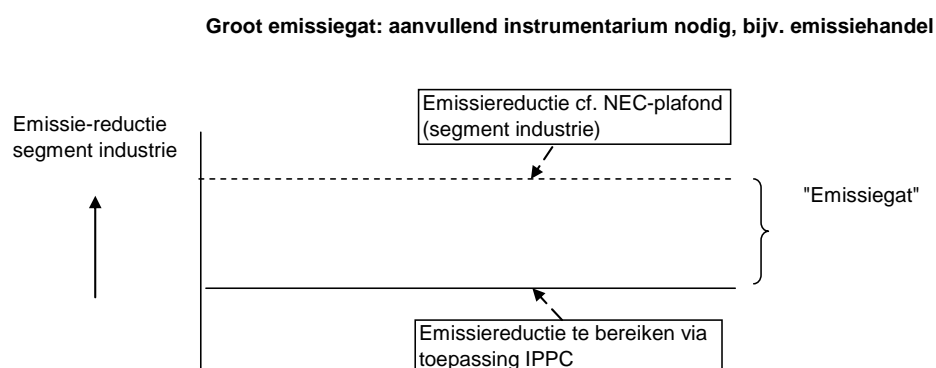 Groot emissiegat: aanvullend instrumentarium nodig, bijv. emissiehandel
Emissiereductie cf. NEC-plafond
(segment industrie)
Emissie-reductie
segment industrie
"Emissiegat"
Emissiereductie te bereiken via
toepassing IPPC